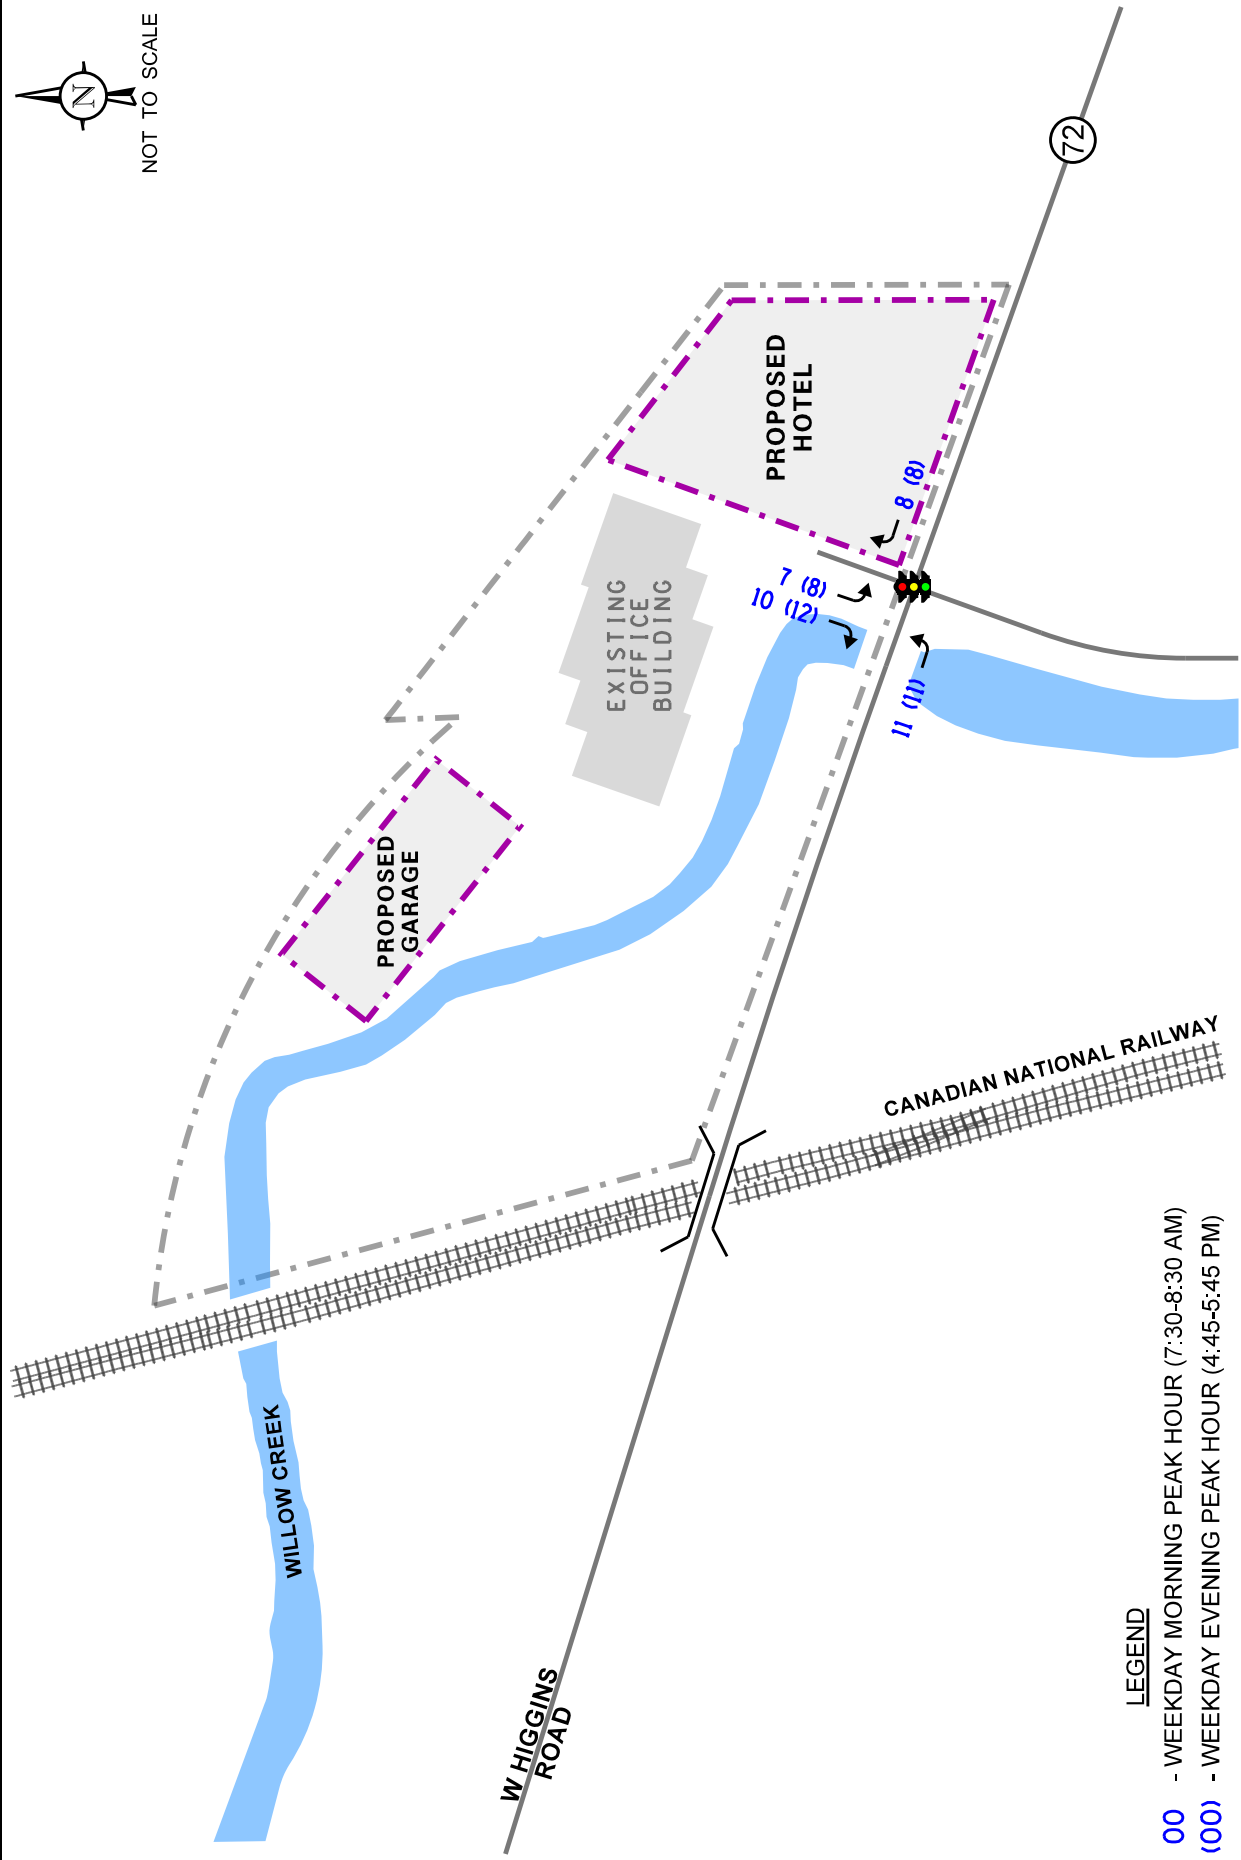 N
NOT TO SCALE
72
PROPOSED
HOTEL
8 (8)
7 (8)
10 (12)
11 (11)
EXISTING
OFFICE
BUILDING
PROPOSED
GARAGE
CANADIAN NATIONAL RAILWAY
WILLOW CREEK
W HIGGINS
ROAD
LEGEND
00 - WEEKDAY MORNING PEAK HOUR (7:30-8:30 AM)
(00) - WEEKDAY EVENING PEAK HOUR (4:45-5:45 PM)